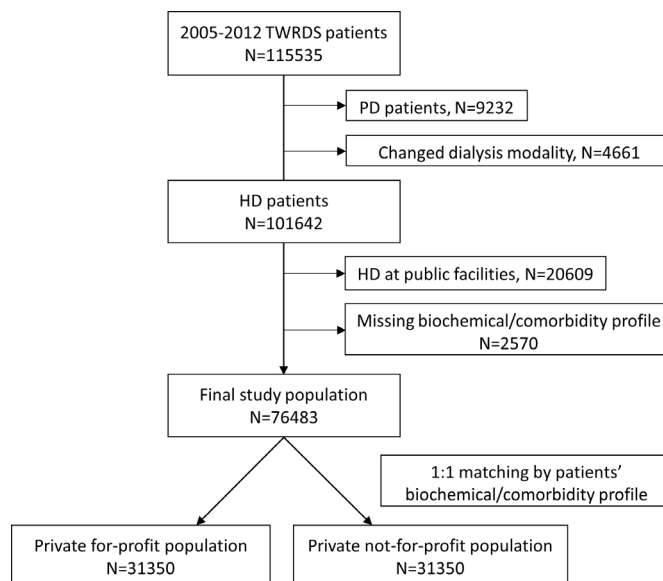 2005-2012 TWRDS patients
N=115535
PD patients, N=9232
Changed dialysis modality, N=4661
HD patients
N=101642
HD at public facilities, N=20609
Missing biochemical/comorbidity profile
N=2570
Final study population
N=76483
1:1 matching by patients’
biochemical/comorbidity profile
Private for-profit population
N=31350
Private not-for-profit population
N=31350